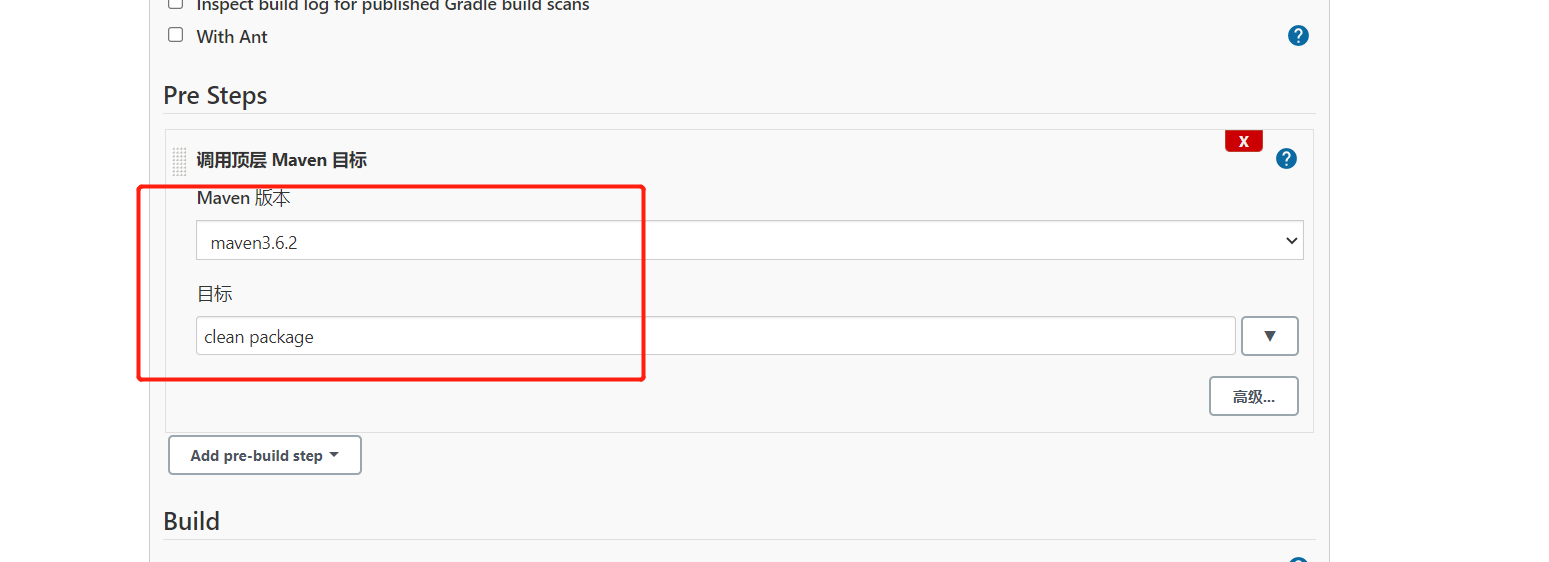 Inspect build log for published Gradle build scans
With Ant
?
Pre Steps
X
调用顶层 Maven 目标
?
Maven 版本
maven3.6.2
目标
clean package
▼
高级...
Add pre-build step
Build